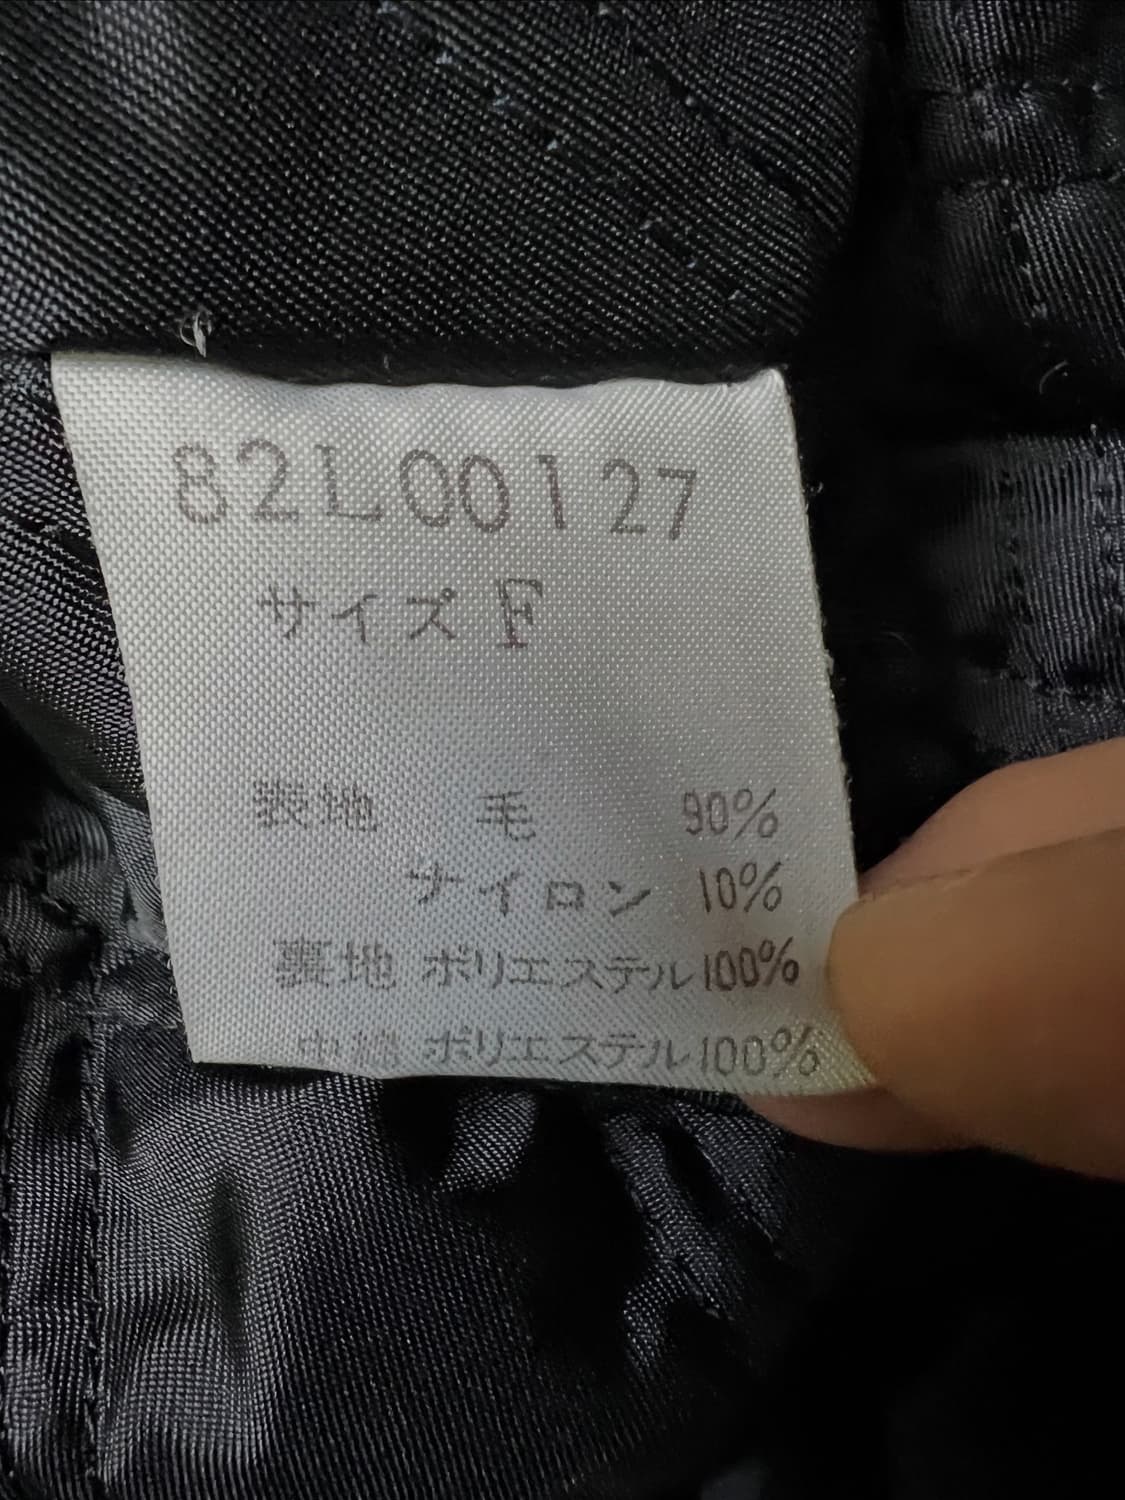 82L00127
サイズ F
表地 毛 90%
ナイロン 10%
裏地 ポリエステル100%
中綿 ポリエステル100%